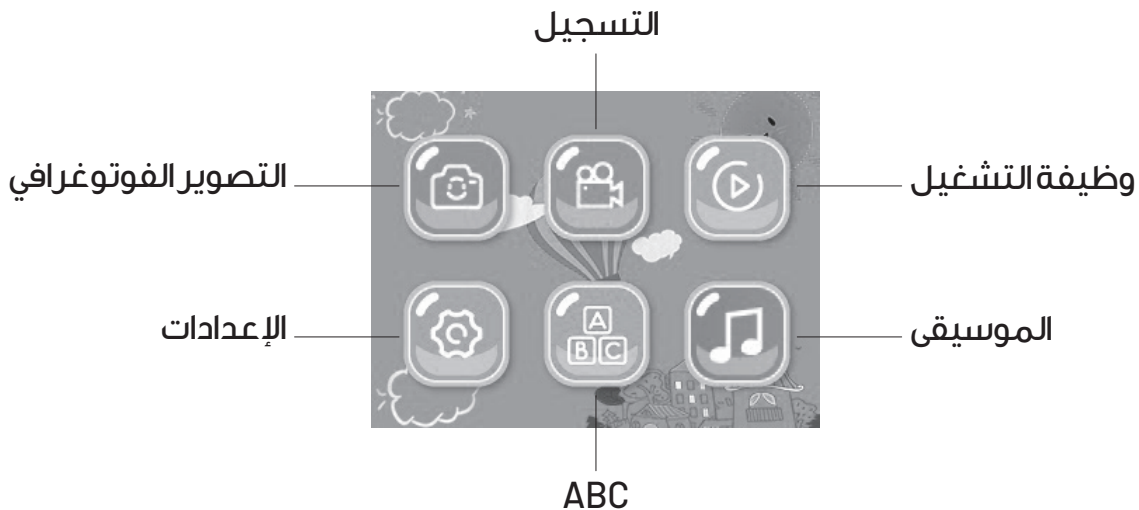 التسجيل
وظيفة التشغيل
التصوير الفوتوغرافي
الموسيقى
الإعدادات
A
B C
ABC